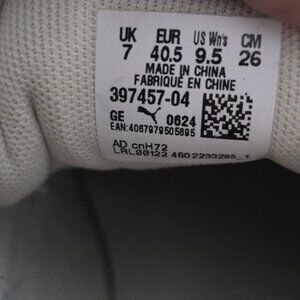 UK EUR US Wn's CM
7 40.5 9.5 26
MADE IN CHINA
FABRIQUÉ EN CHINE
397457-04
GE 0624
EAN: 4067979505895
AD cnH72
LRL00122 4602233285_1